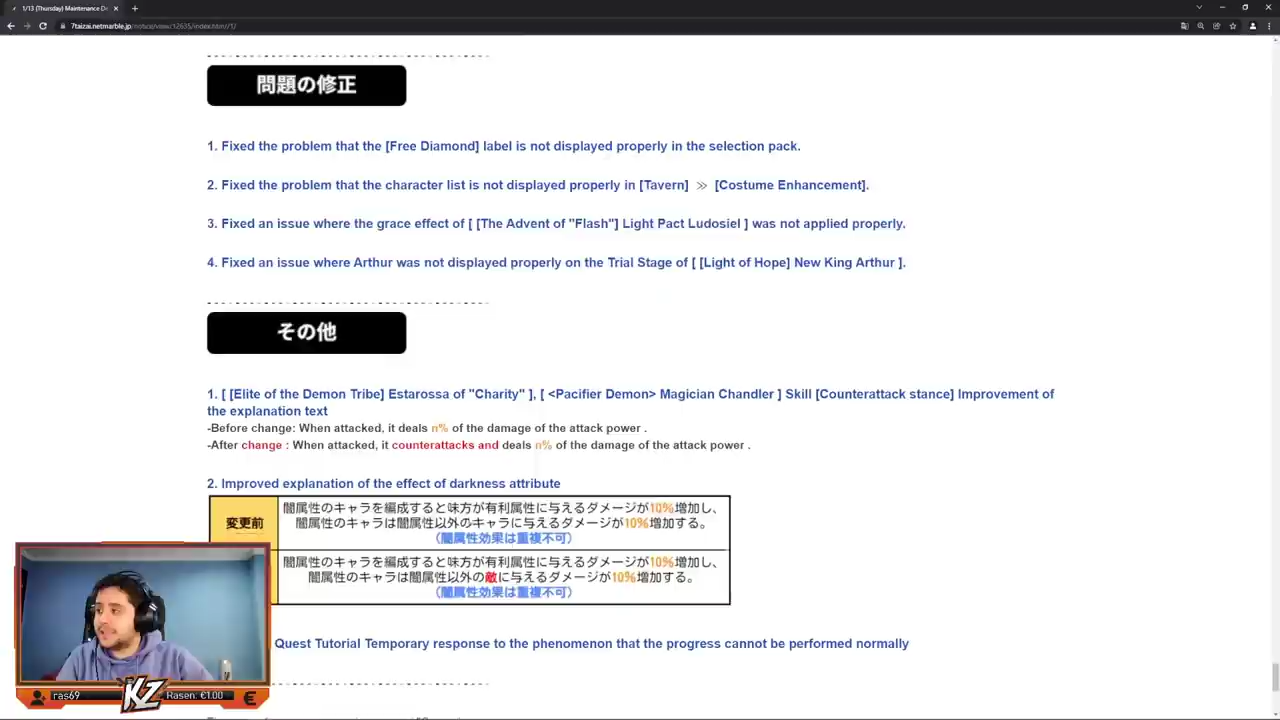 1/13 (Thursday) Maintenance De
7taizai.netmarble.jp/notice/view/12635/index.html/1/
問題の修正
1. Fixed the problem that the [Free Diamond] label is not displayed properly in the selection pack.
2. Fixed the problem that the character list is not displayed properly in [Tavern] ≫ [Costume Enhancement].
3. Fixed an issue where the grace effect of [ [The Advent of "Flash"] Light Pact Ludosiel ] was not applied properly.
4. Fixed an issue where Arthur was not displayed properly on the Trial Stage of [ [Light of Hope] New King Arthur ].
その他
1. [ [Elite of the Demon Tribe] Estarossa of "Charity" ], [ <Pacifier Demon> Magician Chandler ] Skill [Counterattack stance] Improvement of
the explanation text
-Before change: When attacked, it deals n% of the damage of the attack power .
-After change : When attacked, it counterattacks and deals n% of the damage of the attack power .
2. Improved explanation of the effect of darkness attribute
変更前
闇属性のキャラを編成すると味方が有利属性に与えるダメージが10%増加し、
闇属性のキャラは闇属性以外のキャラに与えるダメージが10%増加する。
(闇属性効果は重複不可)
闇属性のキャラを編成すると味方が有利属性に与えるダメージが10%増加し、
闇属性のキャラは闇属性以外の敵に与えるダメージが10%増加する。
(闇属性効果は重複不可)
Quest Tutorial Temporary response to the phenomenon that the progress cannot be performed normally
ras69
KZ
Rasen: €1.00
€